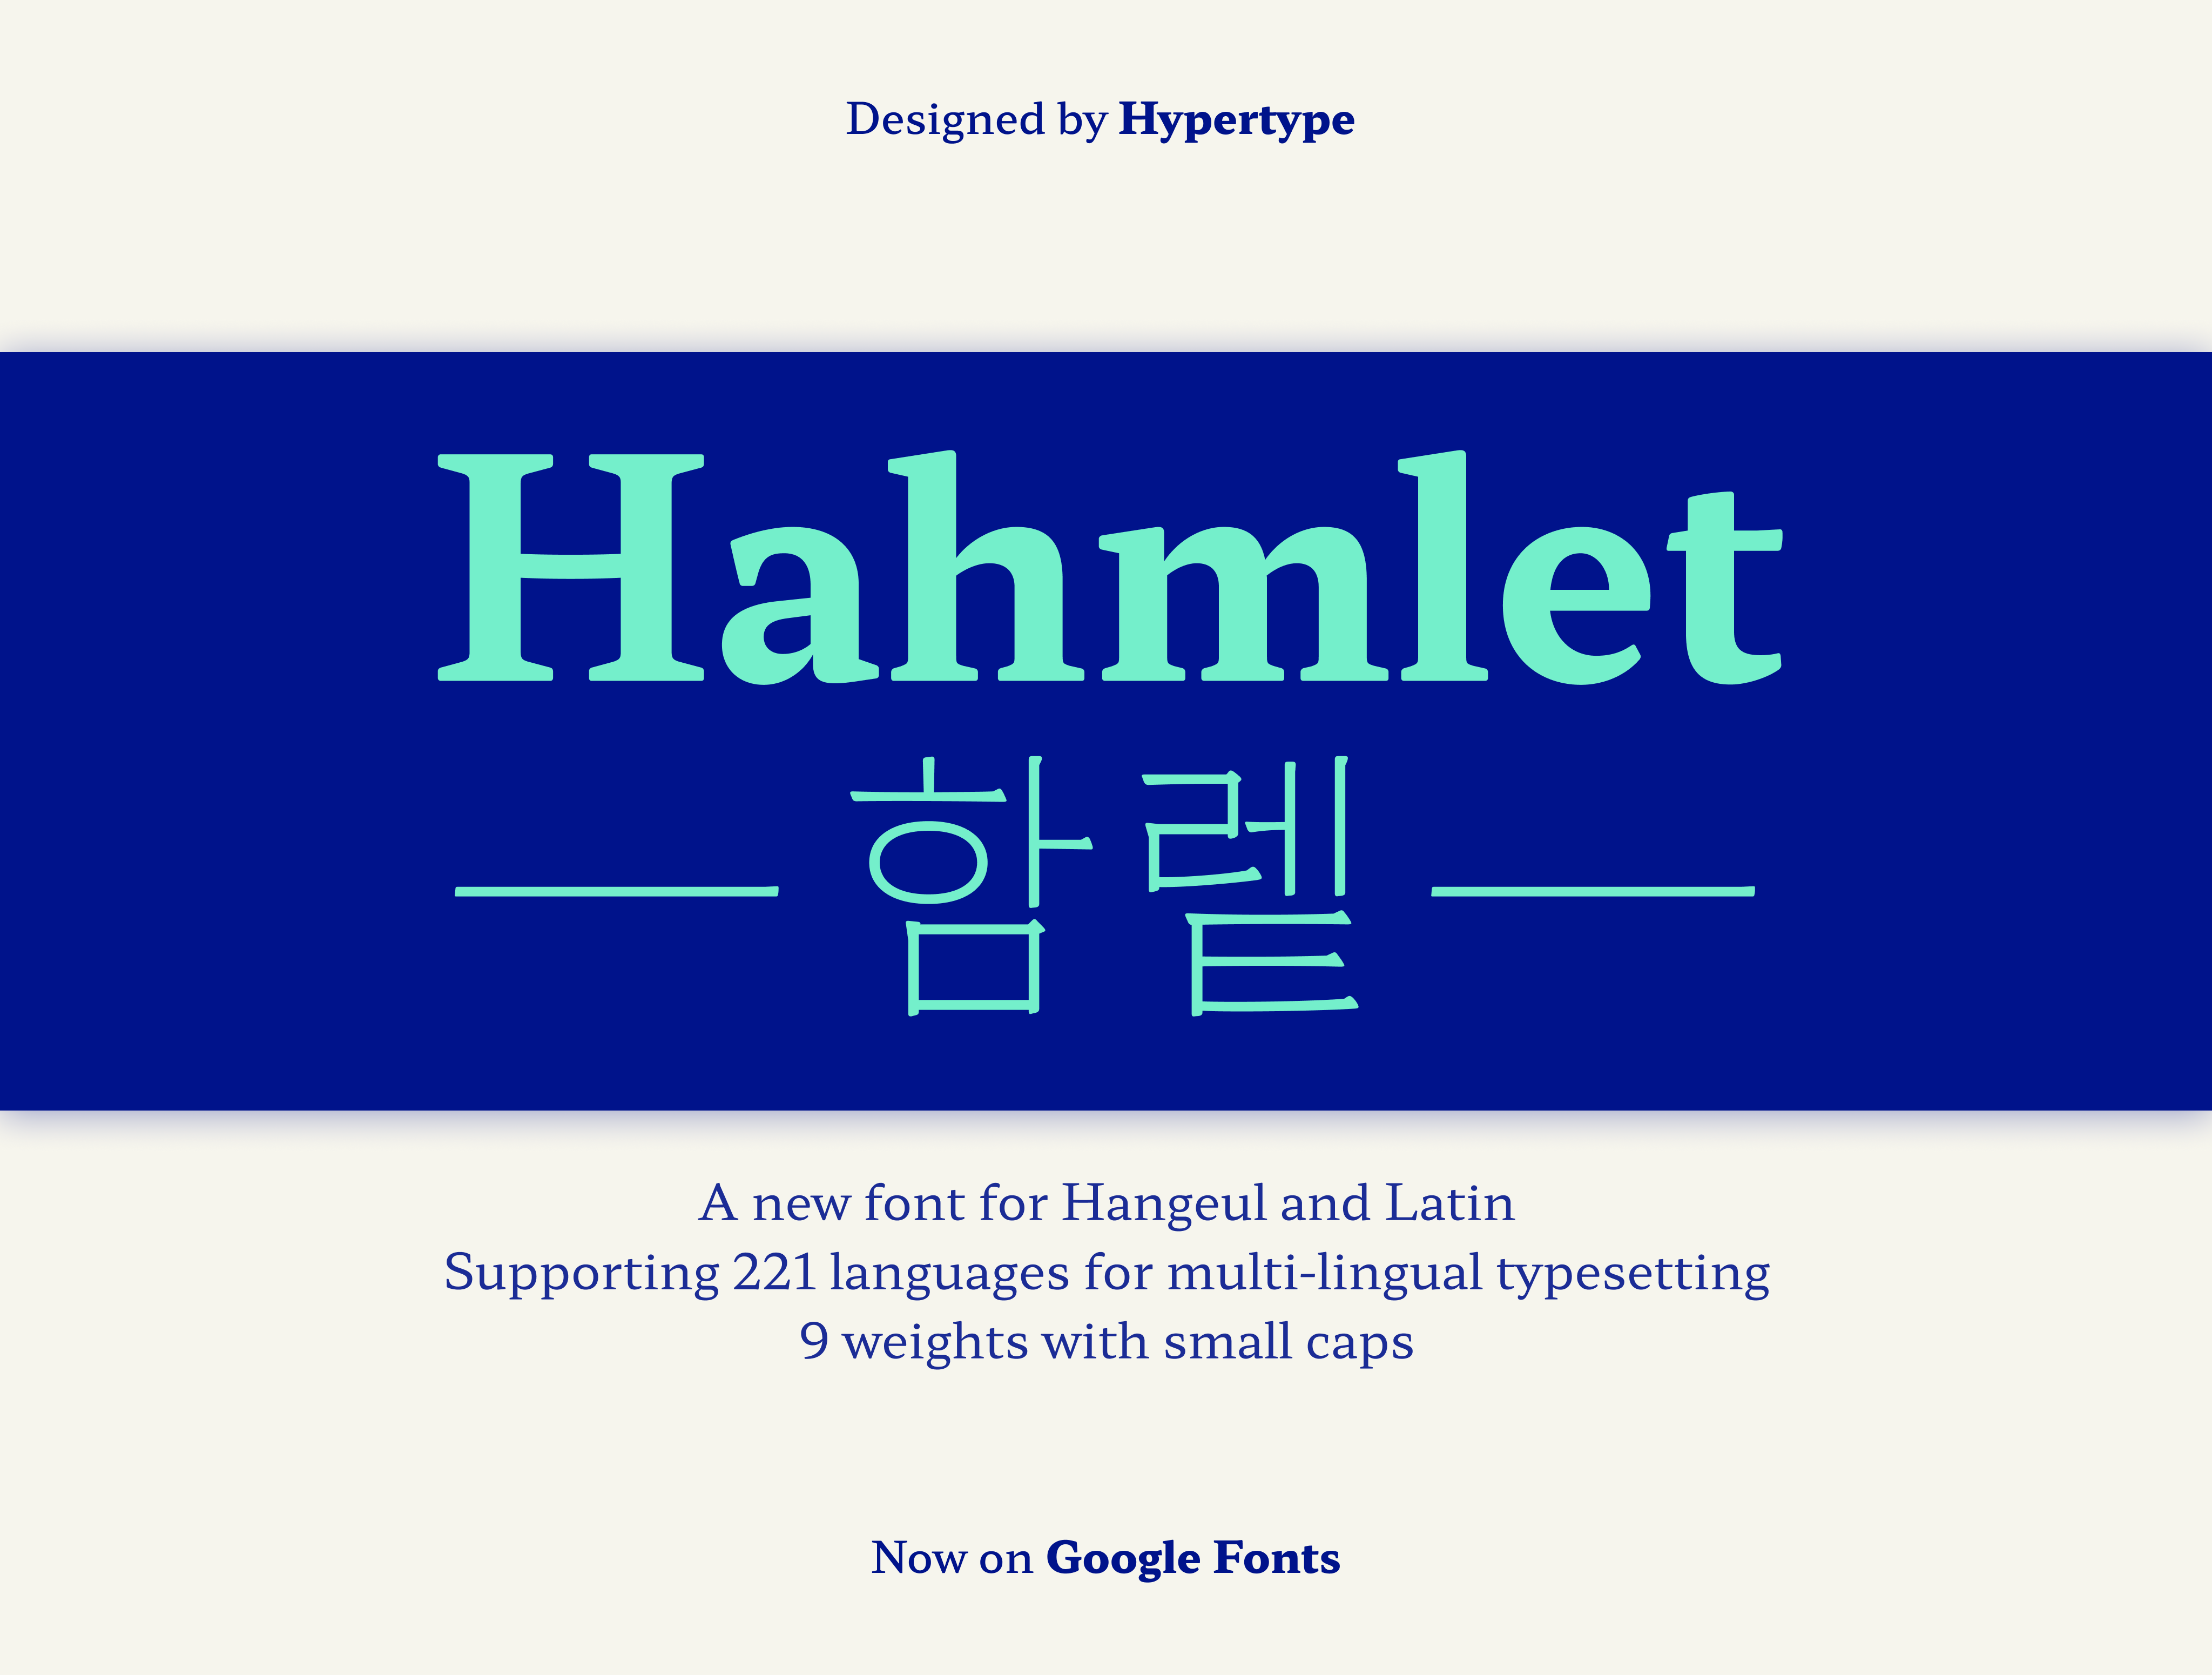 Designed by Hypertype
Hahmlet
함렡
A new font for Hangeul and Latin
Supporting 221 languages for multi-lingual typesetting
9 weights with small caps
Now on Google Fonts